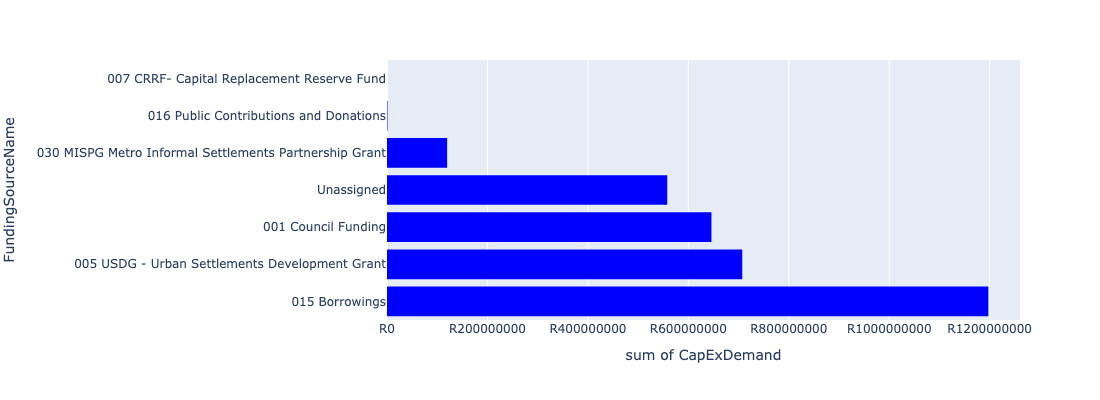 FundingSourceName
007 CRRF- Capital Replacement Reserve Fund
016 Public Contributions and Donations
030 MISPG Metro Informal Settlements Partnership Grant
Unassigned
001 Council Funding
005 USDG - Urban Settlements Development Grant
015 Borrowings
R0 R200000000 R400000000 R600000000 R800000000 R1000000000 R1200000000
sum of CapExDemand